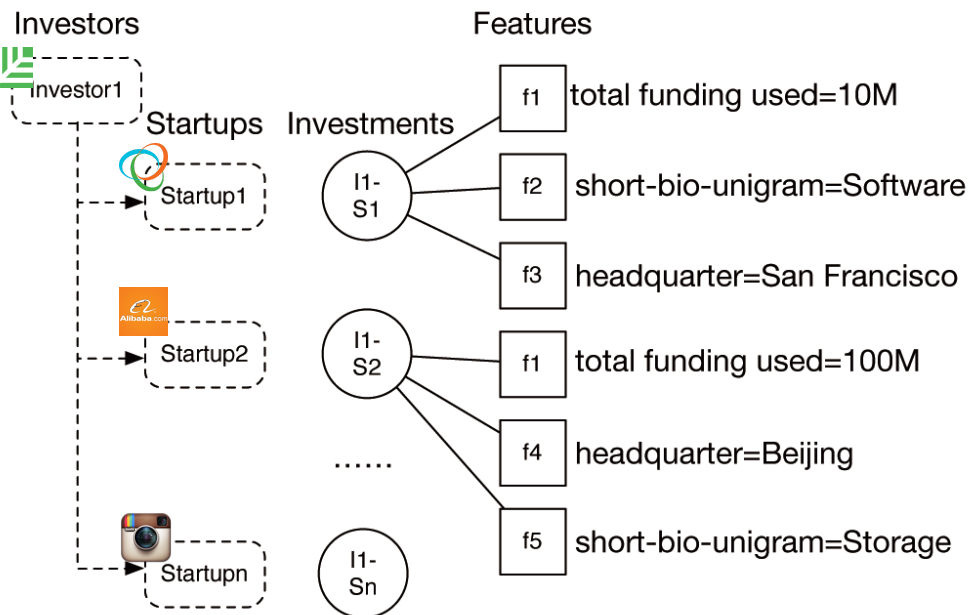 Investors
Features
Investor1
f1
total funding used=10M
Startups
Investments
Startup1
I1-
S1
f2
short-bio-unigram=Software
f3
headquarter=San Francisco
Alibaba.com
Startup2
I1-
S2
f1
total funding used=100M
f4
headquarter=Beijing
......
f5
short-bio-unigram=Storage
Startupn
I1-
Sn